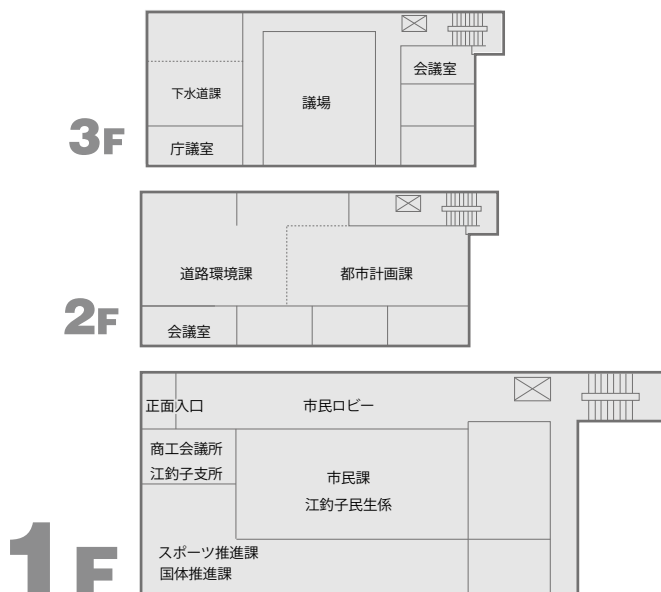 3F
下水道課
庁議室
議場
会議室
2F
道路環境課
都市計画課
会議室
1F
正面入口
市民ロビー
商工会議所
江釣子支所
市民課
江釣子民生係
スポーツ推進課
国体推進課